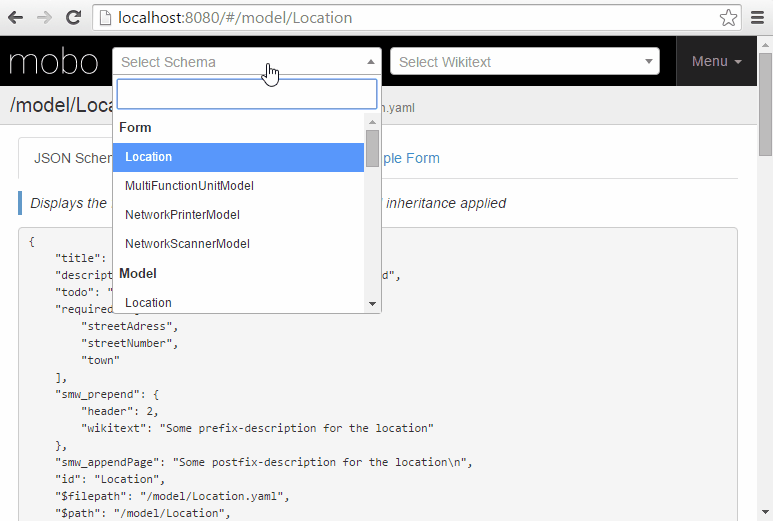 localhost:8080/#/model/Location
mobo
Select Schema
Select Wikitext
Menu
/model/Loca
n.yaml
Form
JSON Schem
ple Form
Location
MultiFunctionUnitModel
Displays the
inheritance applied
NetworkPrinterModel
NetworkScannerModel
{
"title":
Model
"descript
d",
"todo": "
Location
"required
"streetAdress",
"streetNumber",
"town"
],
"smw_prepend": {
"header": 2,
"wikitext": "Some prefix-description for the location"
},
"smw_appendPage": "Some postfix-description for the location\n",
"id": "Location",
"$filepath": "/model/Location.yaml",
"$path": "/model/Location",